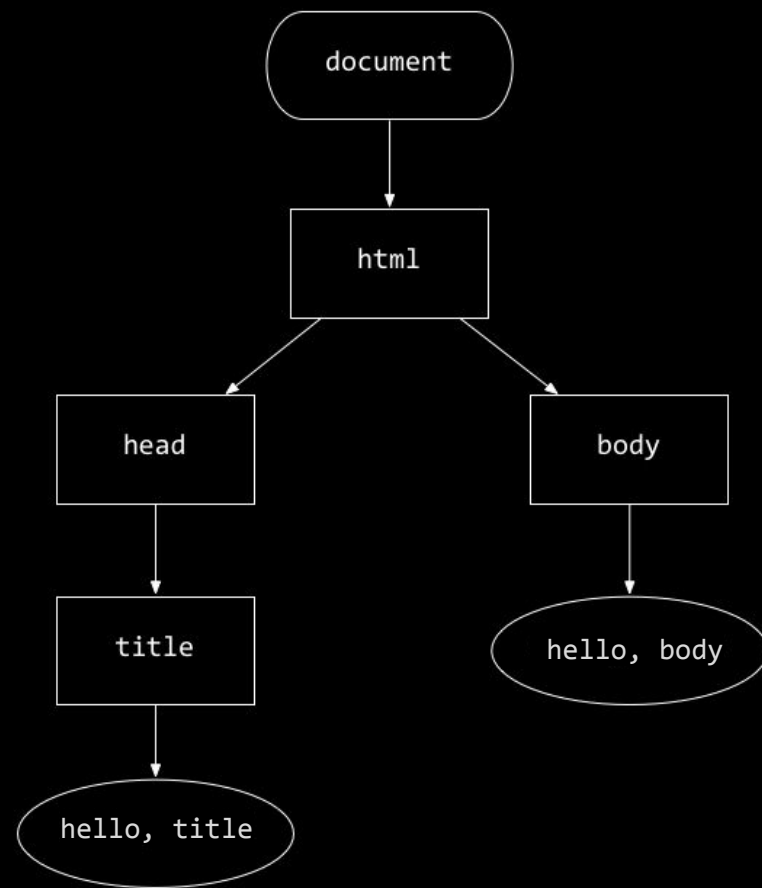 document
html
head
body
title
hello, body
hello, title